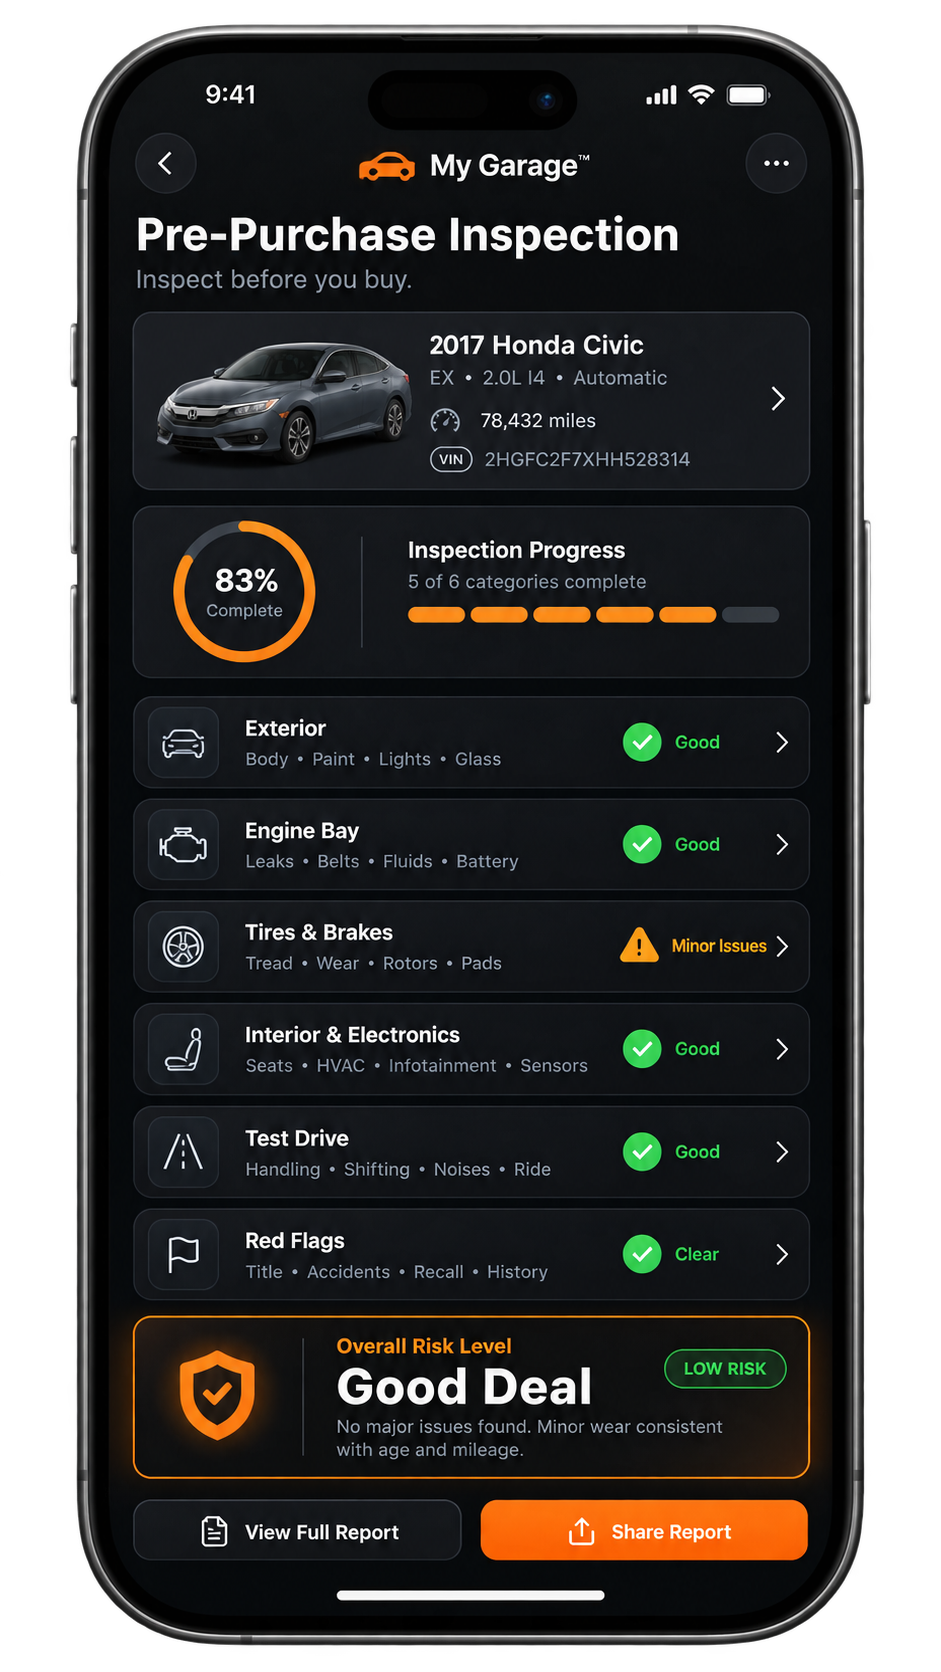 9:41
My Garage™
Pre-Purchase Inspection
Inspect before you buy.
2017 Honda Civic
EX • 2.0L I4 • Automatic
78,432 miles
VIN 2HGFC2F7XHH528314
83%
Complete
Inspection Progress
5 of 6 categories complete
Exterior
Body • Paint • Lights • Glass
Good
Engine Bay
Leaks • Belts • Fluids • Battery
Good
Tires & Brakes
Tread • Wear • Rotors • Pads
Minor Issues
Interior & Electronics
Seats • HVAC • Infotainment • Sensors
Good
Test Drive
Handling • Shifting • Noises • Ride
Good
Red Flags
Title • Accidents • Recall • History
Clear
Overall Risk Level
Good Deal
LOW RISK
No major issues found. Minor wear consistent
with age and mileage.
View Full Report
Share Report